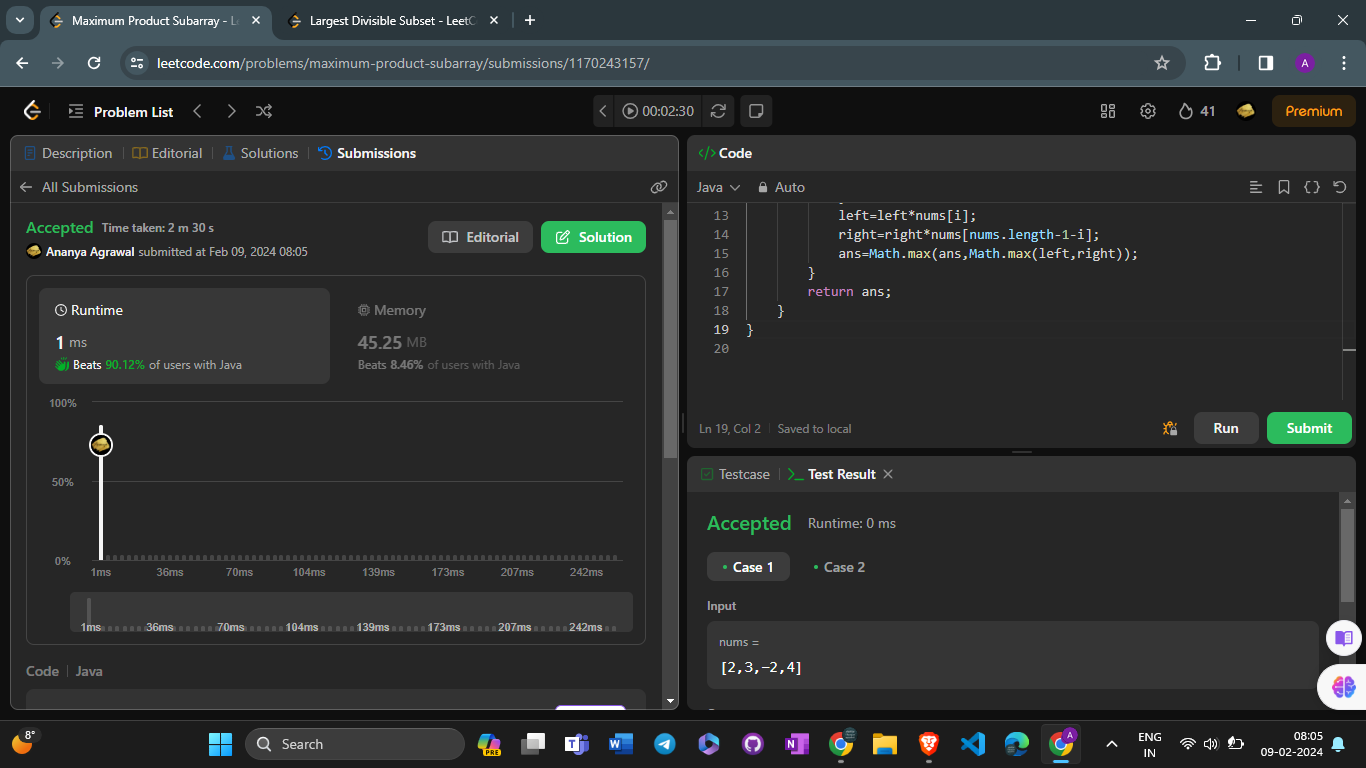 Maximum Product Subarray - Le
Largest Divisible Subset - LeetC
leetcode.com/problems/maximum-product-subarray/submissions/1170243157/
A
Problem List
00:02:30
41
Premium
Description
Editorial
Solutions
Submissions
All Submissions
Accepted Time taken: 2 m 30 s
Ananya Agrawal submitted at Feb 09, 2024 08:05
Editorial
Solution
Runtime
1 ms
Beats 90.12% of users with Java
Memory
45.25 MB
Beats 8.46% of users with Java
100%
50%
0%
1ms 36ms 70ms 104ms 139ms 173ms 207ms 242ms
1ms 36ms 70ms 104ms 139ms 173ms 207ms 242ms
Code Java
</> Code
Java Auto
13 left=left*nums[i];
14 right=right*nums[nums.length-1-i];
15 ans=Math.max(ans,Math.max(left,right));
16 }
17 return ans;
18 }
19 }
20
Ln 19, Col 2 Saved to local
Run
Submit
Testcase
Test Result
Accepted Runtime: 0 ms
Case 1 Case 2
Input
nums =
[2,3,-2,4]
8°
Search
PRE
A
ENG
IN
08:05
09-02-2024